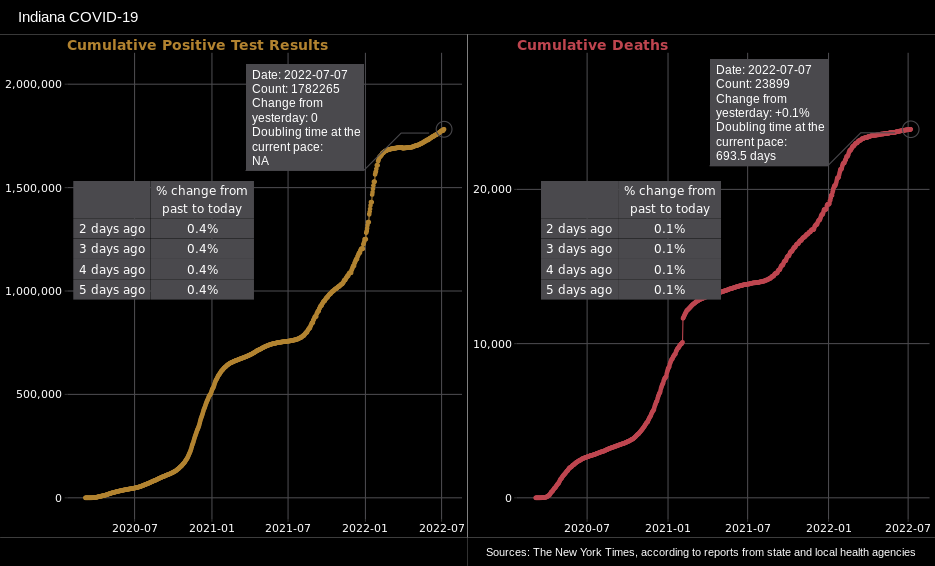 Indiana COVID-19
Cumulative Positive Test Results
2,000,000
1,500,000
1,000,000
500,000
0
2020-07
2021-01
2021-07
2022-01
2022-07
Date: 2022-07-07
Count: 1782265
Change from
yesterday: 0
Doubling time at the
current pace:
NA
% change from
past to today
2 days ago 0.4%
3 days ago 0.4%
4 days ago 0.4%
5 days ago 0.4%
Cumulative Deaths
20,000
10,000
0
2020-07
2021-01
2021-07
2022-01
2022-07
Date: 2022-07-07
Count: 23899
Change from
yesterday: +0.1%
Doubling time at the
current pace:
693.5 days
% change from
past to today
2 days ago 0.1%
3 days ago 0.1%
4 days ago 0.1%
5 days ago 0.1%
Sources: The New York Times, according to reports from state and local health agencies